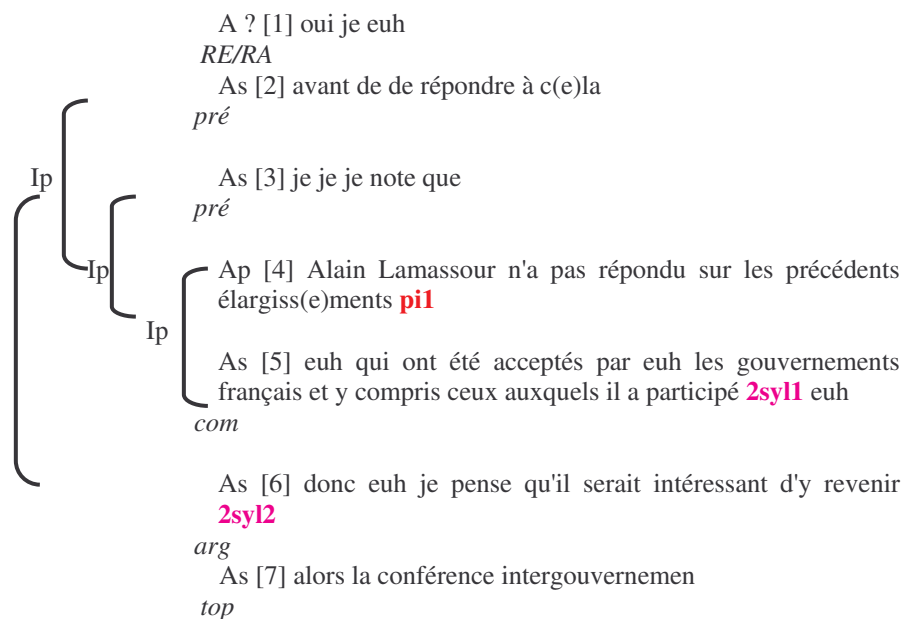 A ? [1] oui je euh
RE/RA
As [2] avant de de répondre à c(e)la
pré
Ip
As [3] je je je note que
pré
Ip
Ap [4] Alain Lamassour n'a pas répondu sur les précédents
élargiss(e)ments pi1
Ip
As [5] euh qui ont été acceptés par euh les gouvernements
français et y compris ceux auxquels il a participé 2syl1 euh
com
As [6] donc euh je pense qu'il serait intéressant d'y revenir
2syl2
arg
As [7] alors la conférence intergouvernemen
top